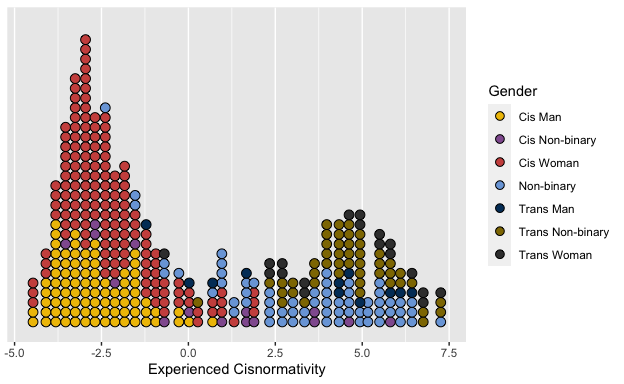 Gender
Cis Man
Cis Non-binary
Cis Woman
Non-binary
Trans Man
Trans Non-binary
Trans Woman
-5.0 -2.5 0.0 2.5 5.0 7.5
Experienced Cisnormativity